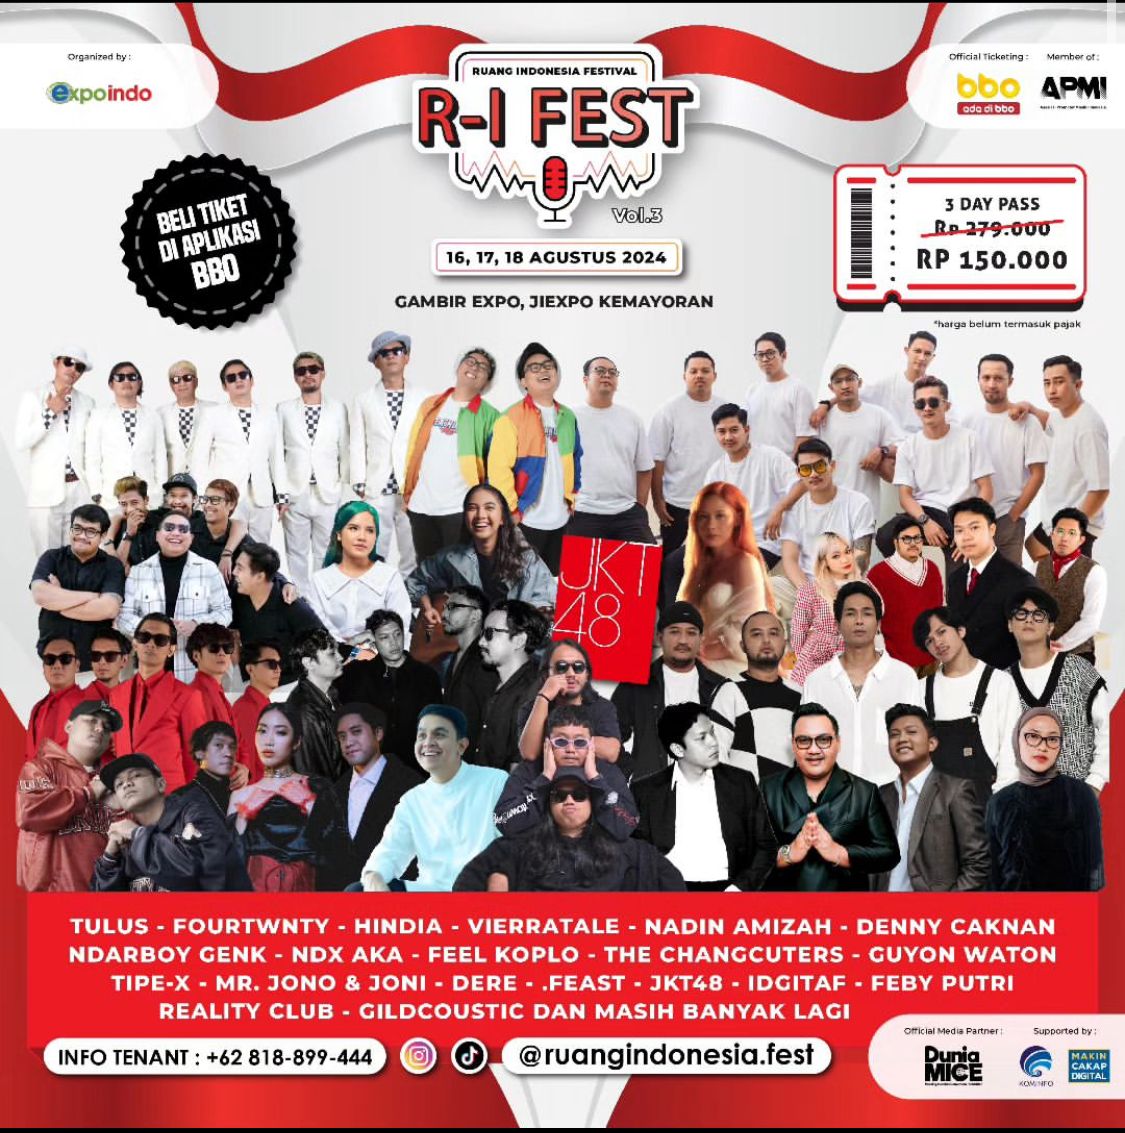 Organized by :
expoindo
RUANG INDONESIA FESTIVAL
R-I FEST
Vol.3
Official Ticketing :
bbo
ada di bbo
Member of :
APMI
BELI TIKET
DI APLIKASI
BBO
16, 17, 18 AGUSTUS 2024
GAMBIR EXPO, JIEXPO KEMAYORAN
3 DAY PASS
Rp 279.000
RP 150.000
*harga belum termasuk pajak
JKT
48
TULUS - FOURTWNTY - HINDIA - VIERRATALE - NADIN AMIZAH - DENNY CAKNAN
NDARBOY GENK - NDX AKA - FEEL KOPLO - THE CHANGCUTERS - GUYON WATON
TIPE-X - MR. JONO & JONI - DERE - .FEAST - JKT48 - IDGITAF - FEBY PUTRI
REALITY CLUB - GILDCOUSTIC DAN MASIH BANYAK LAGI
INFO TENANT : +62 818-899-444
@ruangindonesia.fest
Official Media Partner :
Dunia
MICE
Supported by :
KOMINFO
MAKIN
CAKAP
DIGITAL